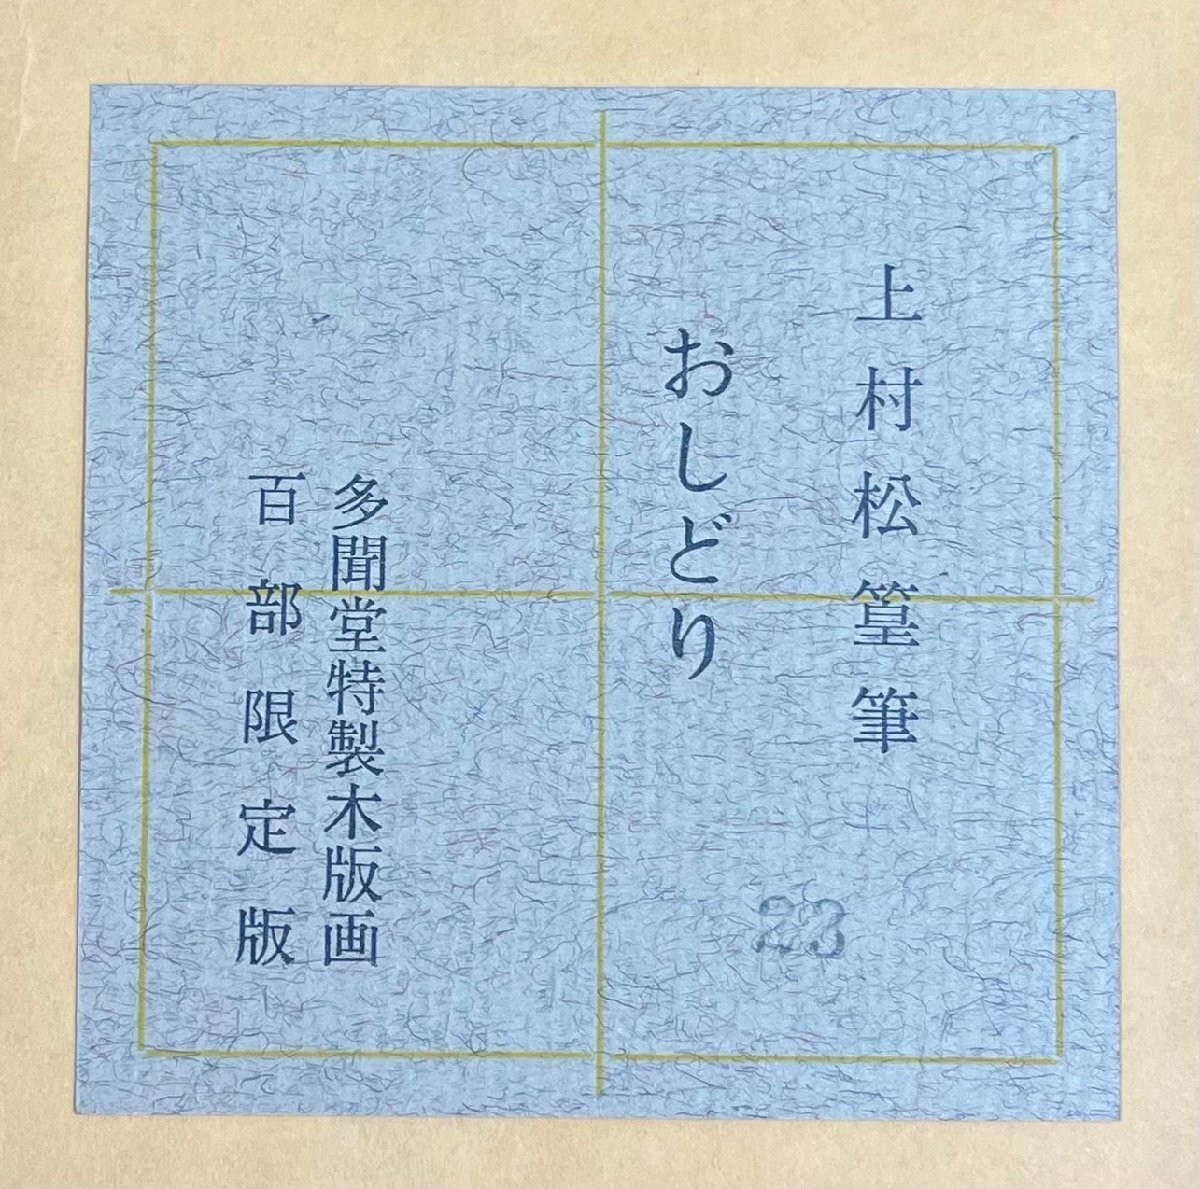 上村松篁筆
おしどり
23
多聞堂特製木版画
百部限定版